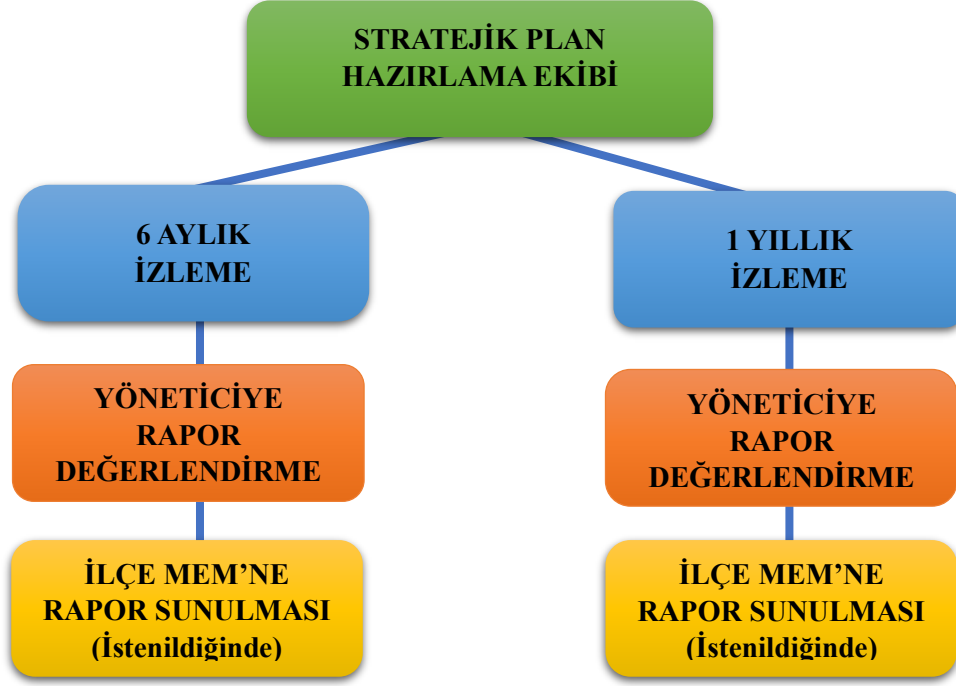 STRATEJİK PLAN
HAZIRLAMA EKİBİ
6 AYLIK
İZLEME
YÖNETİCİYE
RAPOR
DEĞERLENDİRME
İLÇE MEM’NE
RAPOR SUNULMASI
(İstenildiğinde)
1 YILLIK
İZLEME
YÖNETİCİYE
RAPOR
DEĞERLENDİRME
İLÇE MEM’NE
RAPOR SUNULMASI
(İstenildiğinde)